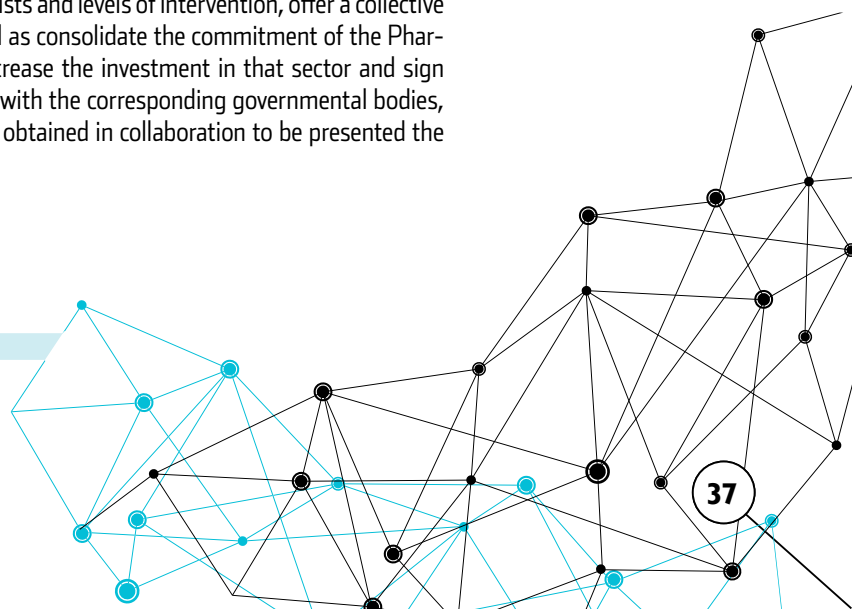 ists and levels of intervention, offer a collective
as consolidate the commitment of the Phar-
rease the investment in that sector and sign
with the corresponding governmental bodies,
obtained in collaboration to be presented the
37